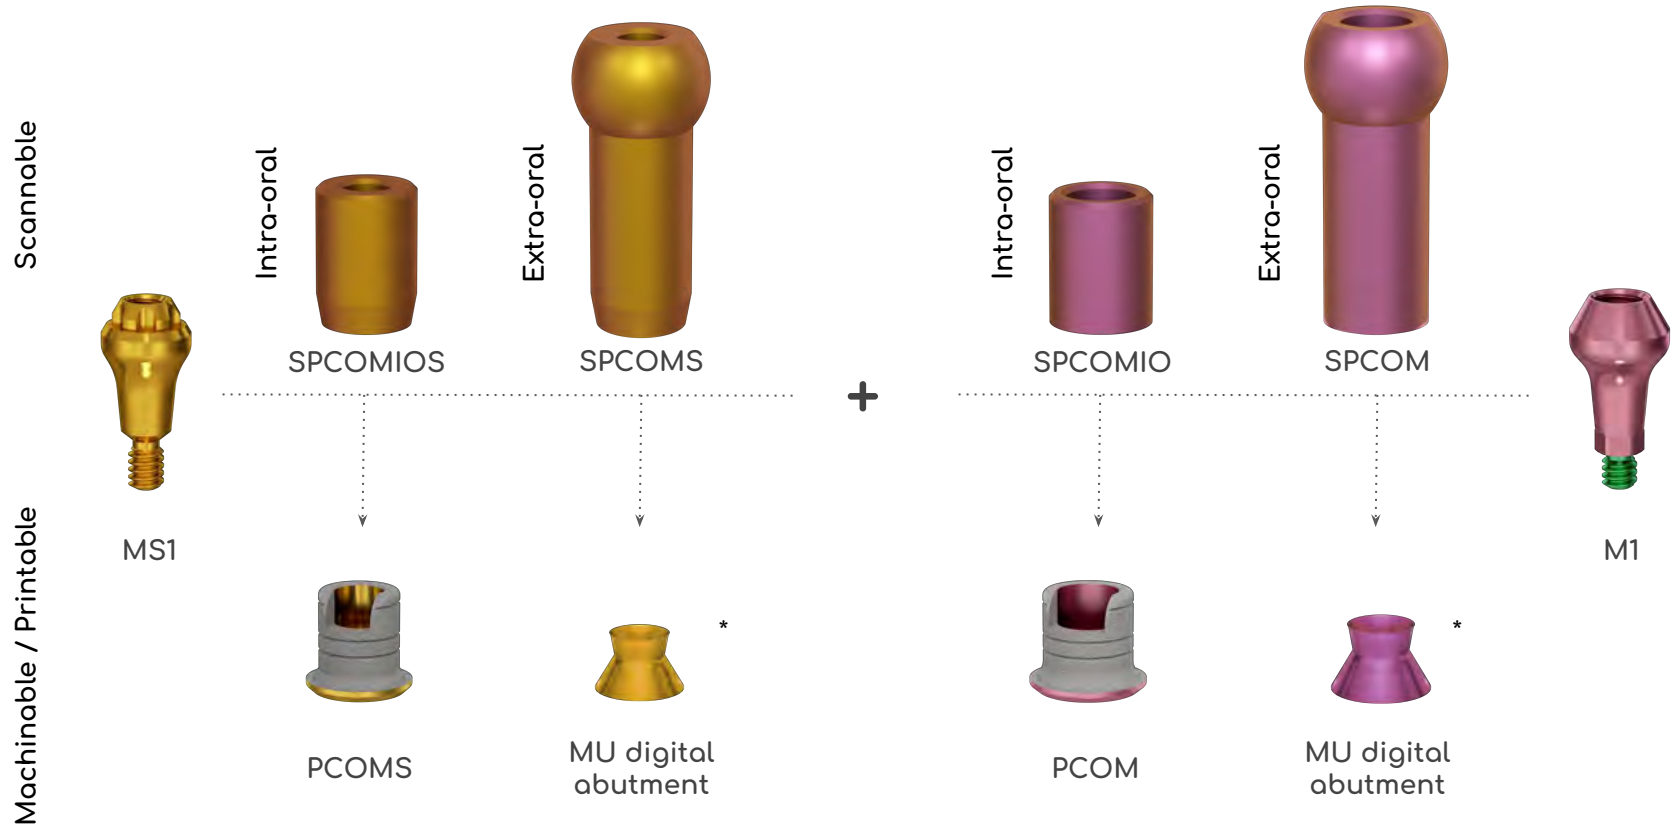 Scannable
Intra-oral
Extra-oral
Intra-oral
Extra-oral
SPCOMIOS
SPCOMS
SPCOMIO
SPCOM
+
MS1
M1
Machinable / Printable
*
*
PCOMS
MU digital
abutment
PCOM
MU digital
abutment